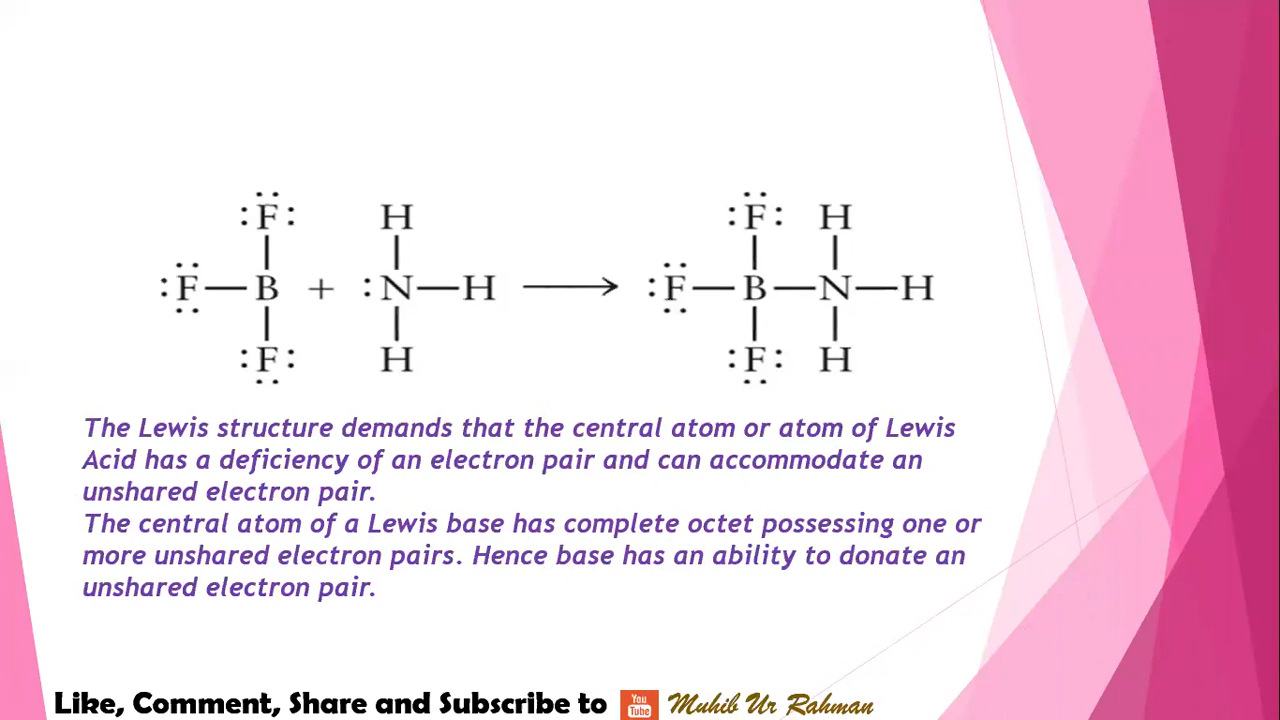 :F: H :F: H
:F—B + :N—H → :F—B—N—H
:F: H :F: H
The Lewis structure demands that the central atom or atom of Lewis
Acid has a deficiency of an electron pair and can accommodate an
unshared electron pair.
The central atom of a Lewis base has complete octet possessing one or
more unshared electron pairs. Hence base has an ability to donate an
unshared electron pair.
Like, Comment, Share and Subscribe to You Tube Muhib Ur Rahman